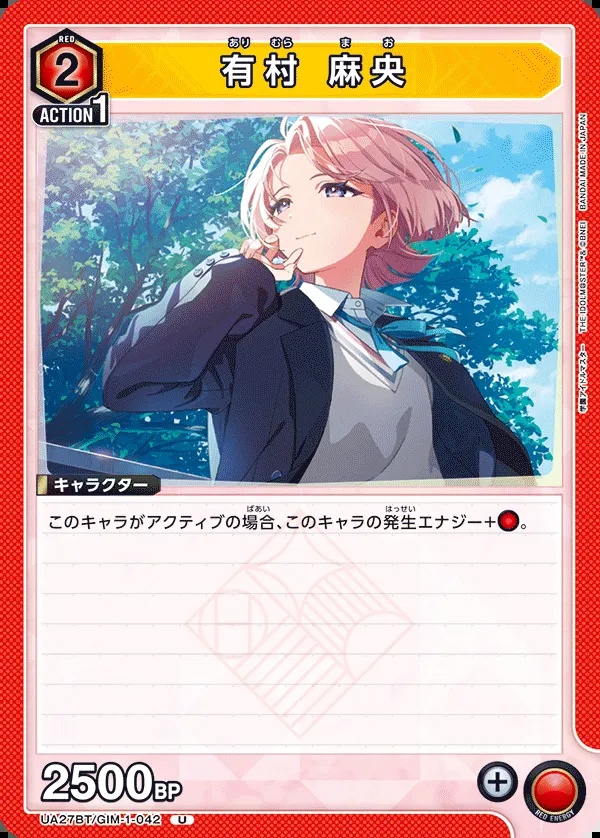 RED
2
ACTION1
ありむら まお
有村 麻央
学園アイドルマスター THE IDOLM@STER™& ©BNEI BANDAI MADE IN JAPAN
キャラクター
ばあい はっせい
このキャラがアクティブの場合、このキャラの発生エナジー+🔴。
2500BP
+
RED ENERGY
UA27BT/GIM-1-042 U